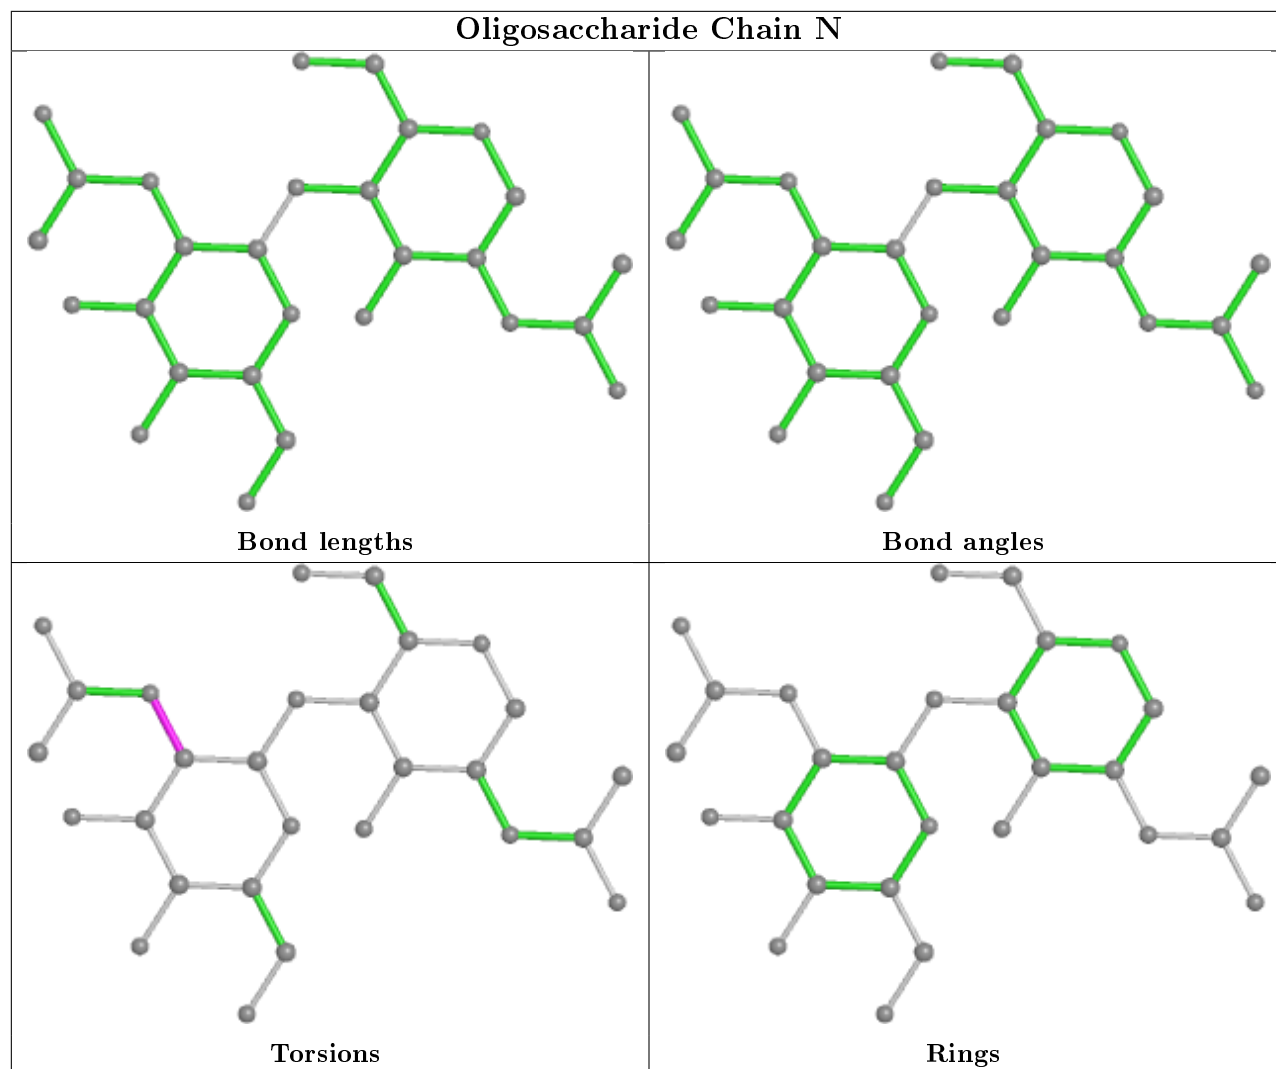 Oligosaccharide Chain N
Bond lengths
Bond angles
Torsions
Rings